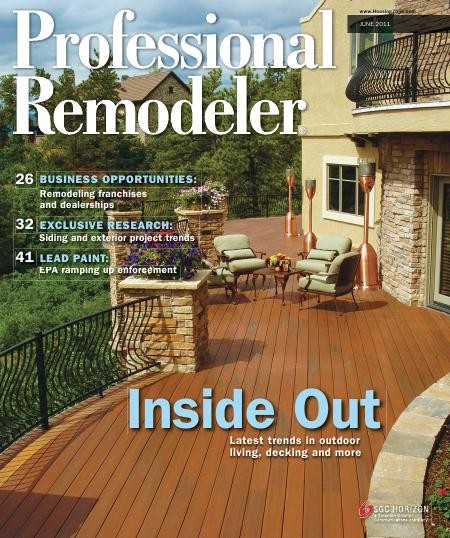 www.HousingZone.com
JUNE 2011
Professional
Remodeler®
26 BUSINESS OPPORTUNITIES:
Remodeling franchises
and dealerships
32 EXCLUSIVE RESEARCH:
Siding and exterior project trends
41 LEAD PAINT:
EPA ramping up enforcement
Inside Out
Latest trends in outdoor
living, decking and more
SGC HORIZON
Communications company